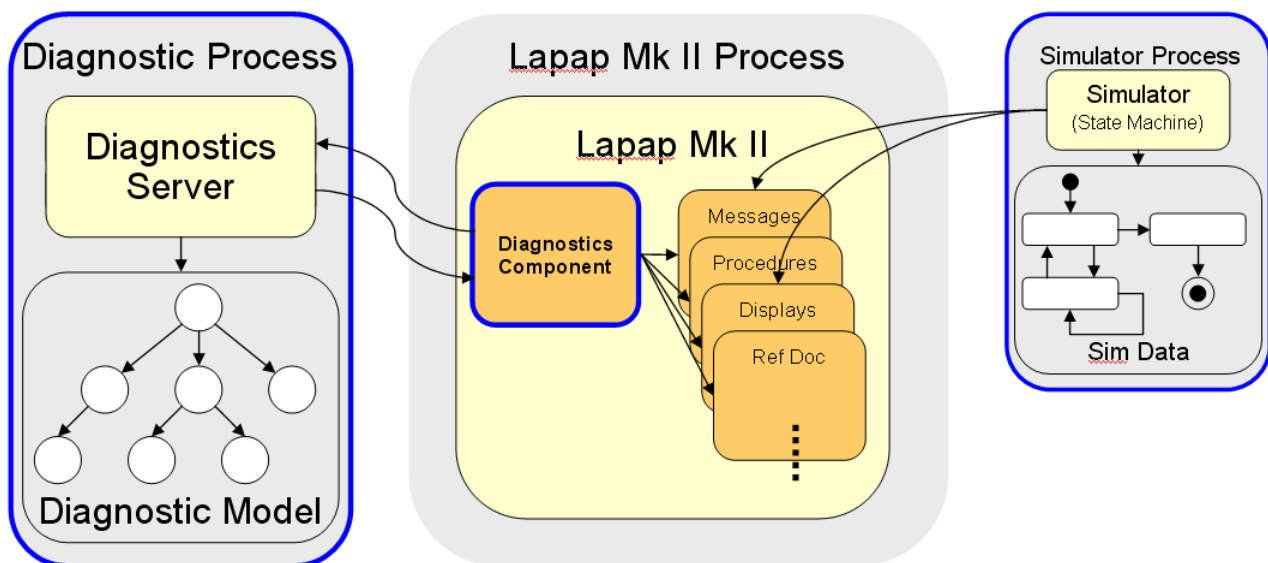 Diagnostic Process
Diagnostics
Server
Diagnostic Model
Lapap Mk II Process
Lapap Mk II
Diagnostics
Component
Messages
Procedures
Displays
Ref Doc
Simulator Process
Simulator
(State Machine)
Sim Data